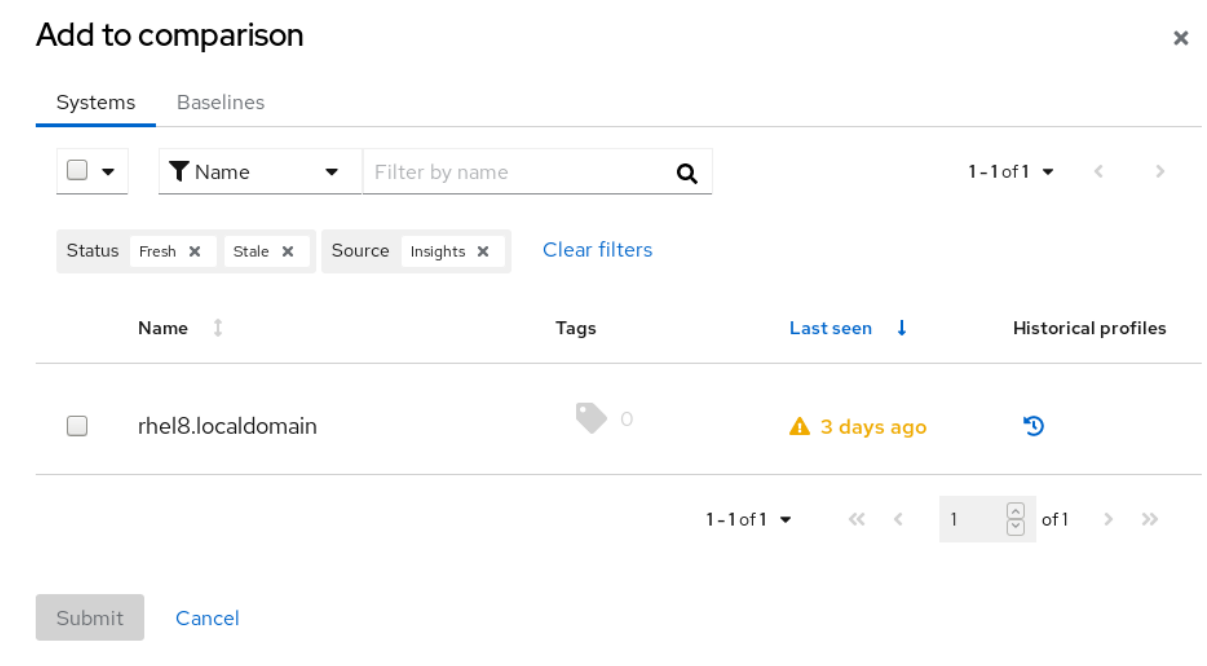 Add to comparison
Systems Baselines
Name Filter by name 1 - 1 of 1
Status Fresh Stale Source Insights Clear filters
Name Tags Last seen Historical profiles
rhel8.localdomain 0 3 days ago
1 - 1 of 1 1 of 1
Submit Cancel